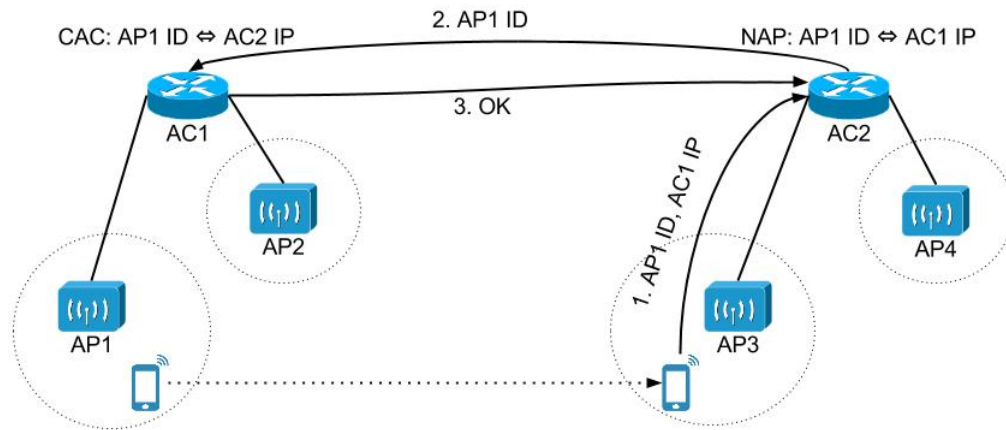 2. AP1 ID
CAC: AP1 ID ⇔ AC2 IP
NAP: AP1 ID ⇔ AC1 IP
3. OK
AC1
AC2
1. AP1 ID, AC1 IP
AP2
AP4
AP1
AP3